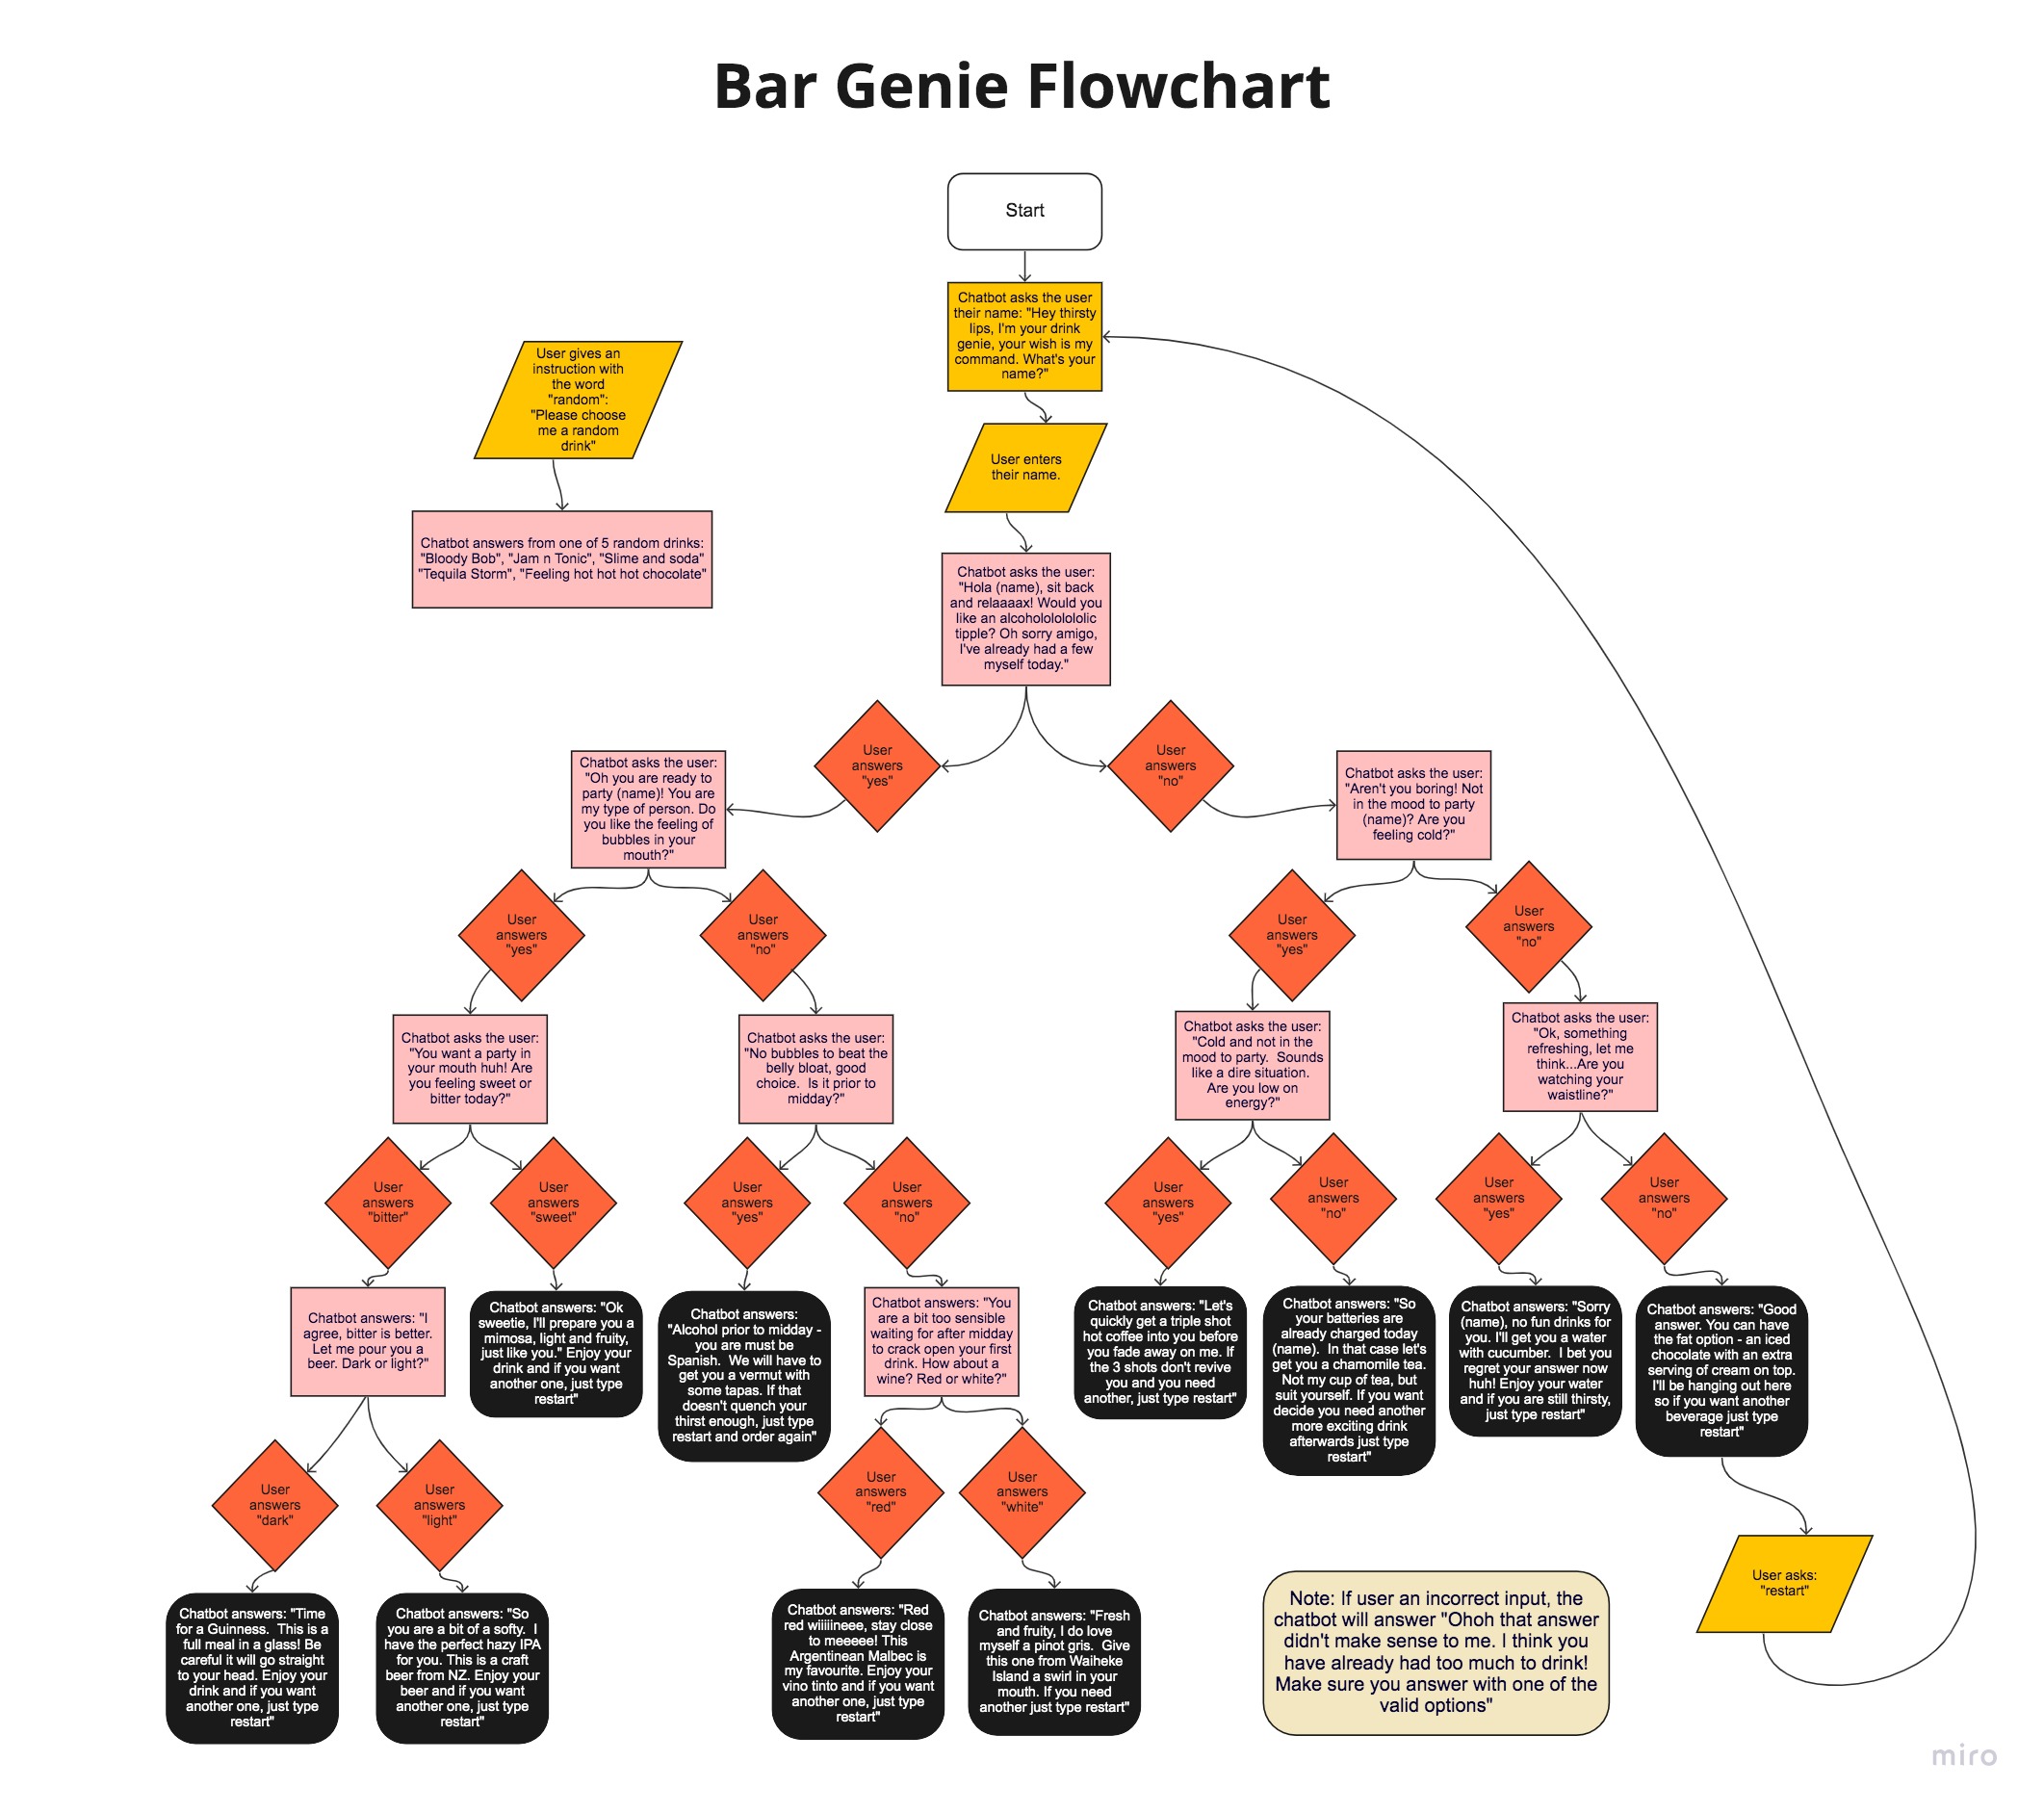 Bar Genie Flowchart
Start
Chatbot asks the user
their name: "Hey thirsty
lips, I'm your drink
genie, your wish is my
command. What's your
name?"
User gives an
instruction with
the word
"random":
"Please choose
me a random
drink"
User enters
their name.
Chatbot answers from one of 5 random drinks:
"Bloody Bob", "Jam n Tonic", "Slime and soda"
"Tequila Storm", "Feeling hot hot hot chocolate"
Chatbot asks the user:
"Hola (name), sit back
and relaaaax! Would you
like an alcoholololololic
tipple? Oh sorry amigo,
I've already had a few
myself today."
User
answers
"yes"
User
answers
"no"
Chatbot asks the user:
"Oh you are ready to
party (name)! You are
my type of person. Do
you like the feeling of
bubbles in your
mouth?"
Chatbot asks the user:
"Aren't you boring! Not
in the mood to party
(name)? Are you
feeling cold?"
User
answers
"yes"
User
answers
"no"
User
answers
"yes"
User
answers
"no"
Chatbot asks the user:
"You want a party in
your mouth huh! Are
you feeling sweet or
bitter today?"
Chatbot asks the user:
"No bubbles to beat the
belly bloat, good
choice.  Is it prior to
midday?"
Chatbot asks the user:
"Cold and not in the
mood to party.  Sounds
like a dire situation.
Are you low on
energy?"
Chatbot asks the user:
"Ok, something
refreshing, let me
think...Are you
watching your
waistline?"
User
answers
"bitter"
User
answers
"sweet"
User
answers
"yes"
User
answers
"no"
User
answers
"yes"
User
answers
"no"
User
answers
"yes"
User
answers
"no"
Chatbot answers: "I
agree, bitter is better.
Let me pour you a
beer. Dark or light?"
Chatbot answers: "Ok
sweetie, I'll prepare you a
mimosa, light and fruity,
just like you." Enjoy your
drink and if you want
another one, just type
restart"
Chatbot answers:
"Alcohol prior to midday -
you are must be
Spanish.  We will have to
get you a vermut with
some tapas. If that
doesn't quench your
thirst enough, just type
restart and order again"
Chatbot answers: "You
are a bit too sensible
waiting for after midday
to crack open your first
drink. How about a
wine? Red or white?"
Chatbot answers: "Let's
quickly get a triple shot
hot coffee into you before
you fade away on me. If
the 3 shots don't revive
you and you need
another, just type restart"
Chatbot answers: "So
your batteries are
already charged today
(name).  In that case let's
get you a chamomile tea.
Not my cup of tea, but
suit yourself. If you want
decide you need another
more exciting drink
afterwards just type
restart"
Chatbot answers: "Sorry
(name), no fun drinks for
you. I'll get you a water
with cucumber.  I bet you
regret your answer now
huh! Enjoy your water
and if you are still thirsty,
just type restart"
Chatbot answers: "Good
answer. You can have
the fat option - an iced
chocolate with an extra
serving of cream on top.
I'll be hanging out here
so if you want another
beverage just type
restart"
User
answers
"dark"
User
answers
"light"
User
answers
"red"
User
answers
"white"
User asks:
"restart"
Chatbot answers: "Time
for a Guinness.  This is a
full meal in a glass! Be
careful it will go straight
to your head. Enjoy your
drink and if you want
another one, just type
restart"
Chatbot answers: "So
you are a bit of a softy.  I
have the perfect hazy IPA
for you. This is a craft
beer from NZ. Enjoy your
beer and if you want
another one, just type
restart"
Chatbot answers: "Red
red wiiiiineee, stay close
to meeeee! This
Argentinean Malbec is
my favourite. Enjoy your
vino tinto and if you want
another one, just type
restart"
Chatbot answers: "Fresh
and fruity, I do love
myself a pinot gris.  Give
this one from Waiheke
Island a swirl in your
mouth. If you need
another just type restart"
Note: If user an incorrect input, the
chatbot will answer "Ohoh that answer
didn't make sense to me. I think you
have already had too much to drink!
Make sure you answer with one of the
valid options"
miro